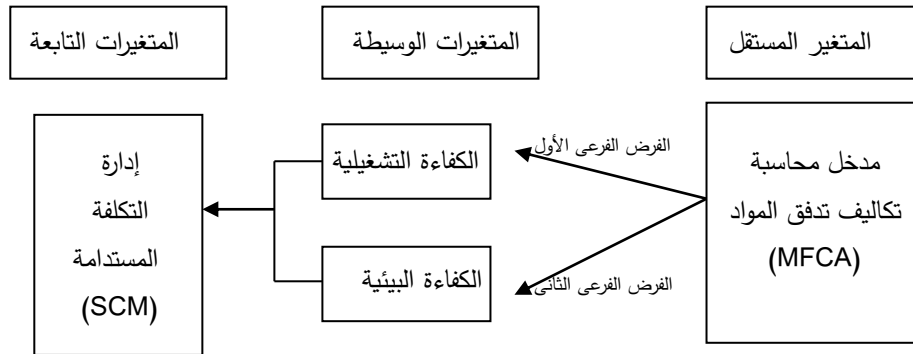 المتغير المستقل
المتغيرات الوسيطة
المتغيرات التابعة
مدخل محاسبة
تكاليف تدفق المواد
(MFCA)
الفرض الفرعى الأول
الفرض الفرعى الثانى
الكفاءة التشغيلية
الكفاءة البيئية
إدارة
التكلفة
المستدامة
(SCM)